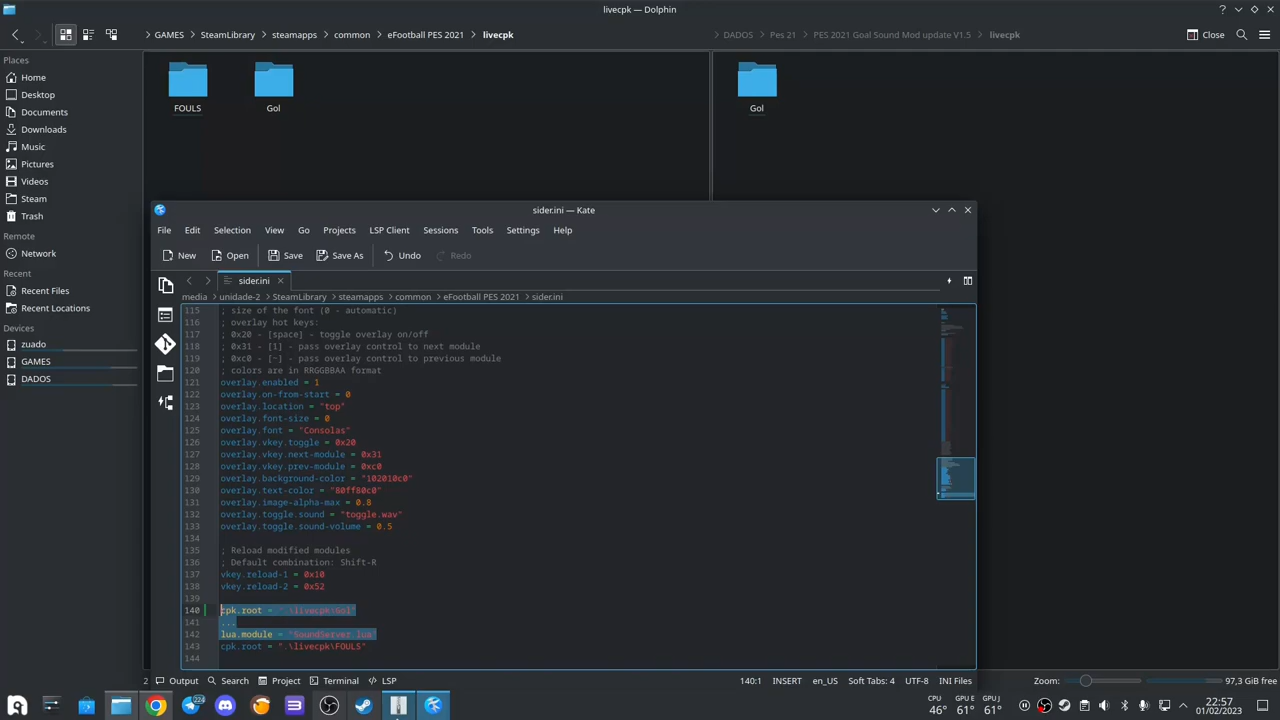 livecpk — Dolphin
GAMES
SteamLibrary
steamapps
common
eFootball PES 2021
livecpk
DADOS
Pes 21
PES 2021 Goal Sound Mod update V1.5
livecpk
Close
Places
Home
Desktop
Documents
Downloads
Music
Pictures
Videos
Steam
Trash
Remote
Network
Recent
Recent Files
Recent Locations
Devices
zuado
GAMES
DADOS
FOULS
Gol
Gol
sider.ini — Kate
File Edit Selection View Go Projects LSP Client Sessions Tools Settings Help
New Open Save Save As Undo Redo
sider.ini
media unidade-2 SteamLibrary steamapps common eFootball PES 2021 sider.ini
115 ; size of the font (0 - automatic)
116 ; overlay hot keys:
117 ; 0x20 - [space] - toggle overlay on/off
118 ; 0x31 - [1] - pass overlay control to next module
119 ; 0xc0 - [~] - pass overlay control to previous module
120 ; colors are in RRGGBBAA format
121 overlay.enabled = 1
122 overlay.on-from-start = 0
123 overlay.location = "top"
124 overlay.font-size = 0
125 overlay.font = "Consolas"
126 overlay.vkey.toggle = 0x20
127 overlay.vkey.next-module = 0x31
128 overlay.vkey.prev-module = 0xc0
129 overlay.background-color = "102010c0"
130 overlay.text-color = "80ff80c0"
131 overlay.image-alpha-max = 0.8
132 overlay.toggle.sound = "toggle.wav"
133 overlay.toggle.sound-volume = 0.5
134
135 ; Reload modified modules
136 ; Default combination: Shift-R
137 vkey.reload-1 = 0x10
138 vkey.reload-2 = 0x52
139
140 cpk.root = ".\livecpk\Gol"
141 ...
142 lua.module = "SoundServer.lua"
143 cpk.root = ".\livecpk\FOULS"
144
Output Search Project Terminal LSP
140:1 INSERT en_US Soft Tabs: 4 UTF-8 INI Files
2
Zoom:
97,3 GiB free
224
CPU GPU E GPU J
46° 61° 61°
22:57
01/02/2023